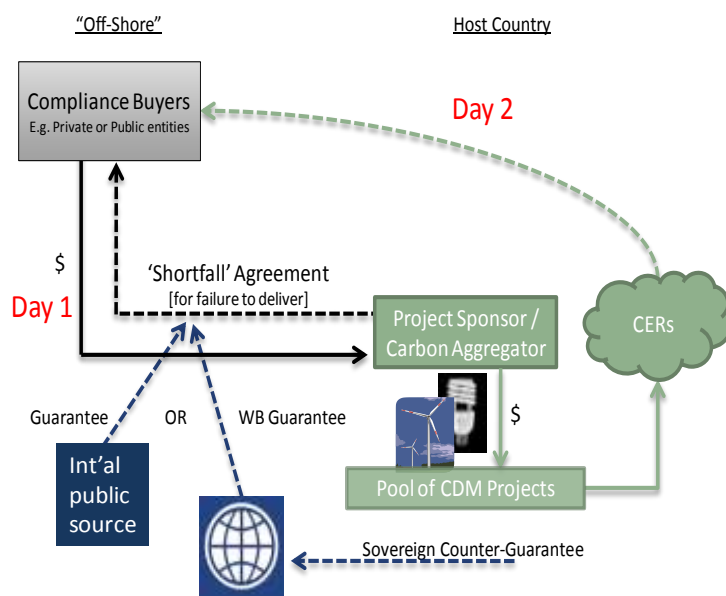 “Off-Shore”
Host Country
Compliance Buyers
E.g. Private or Public entities
Day 2
$
‘Shortfall’ Agreement
[for failure to deliver]
Day 1
Project Sponsor /
Carbon Aggregator
CERs
Guarantee
OR
WB Guarantee
$
Int’al
public
source
Pool of CDM Projects
Sovereign Counter-Guarantee